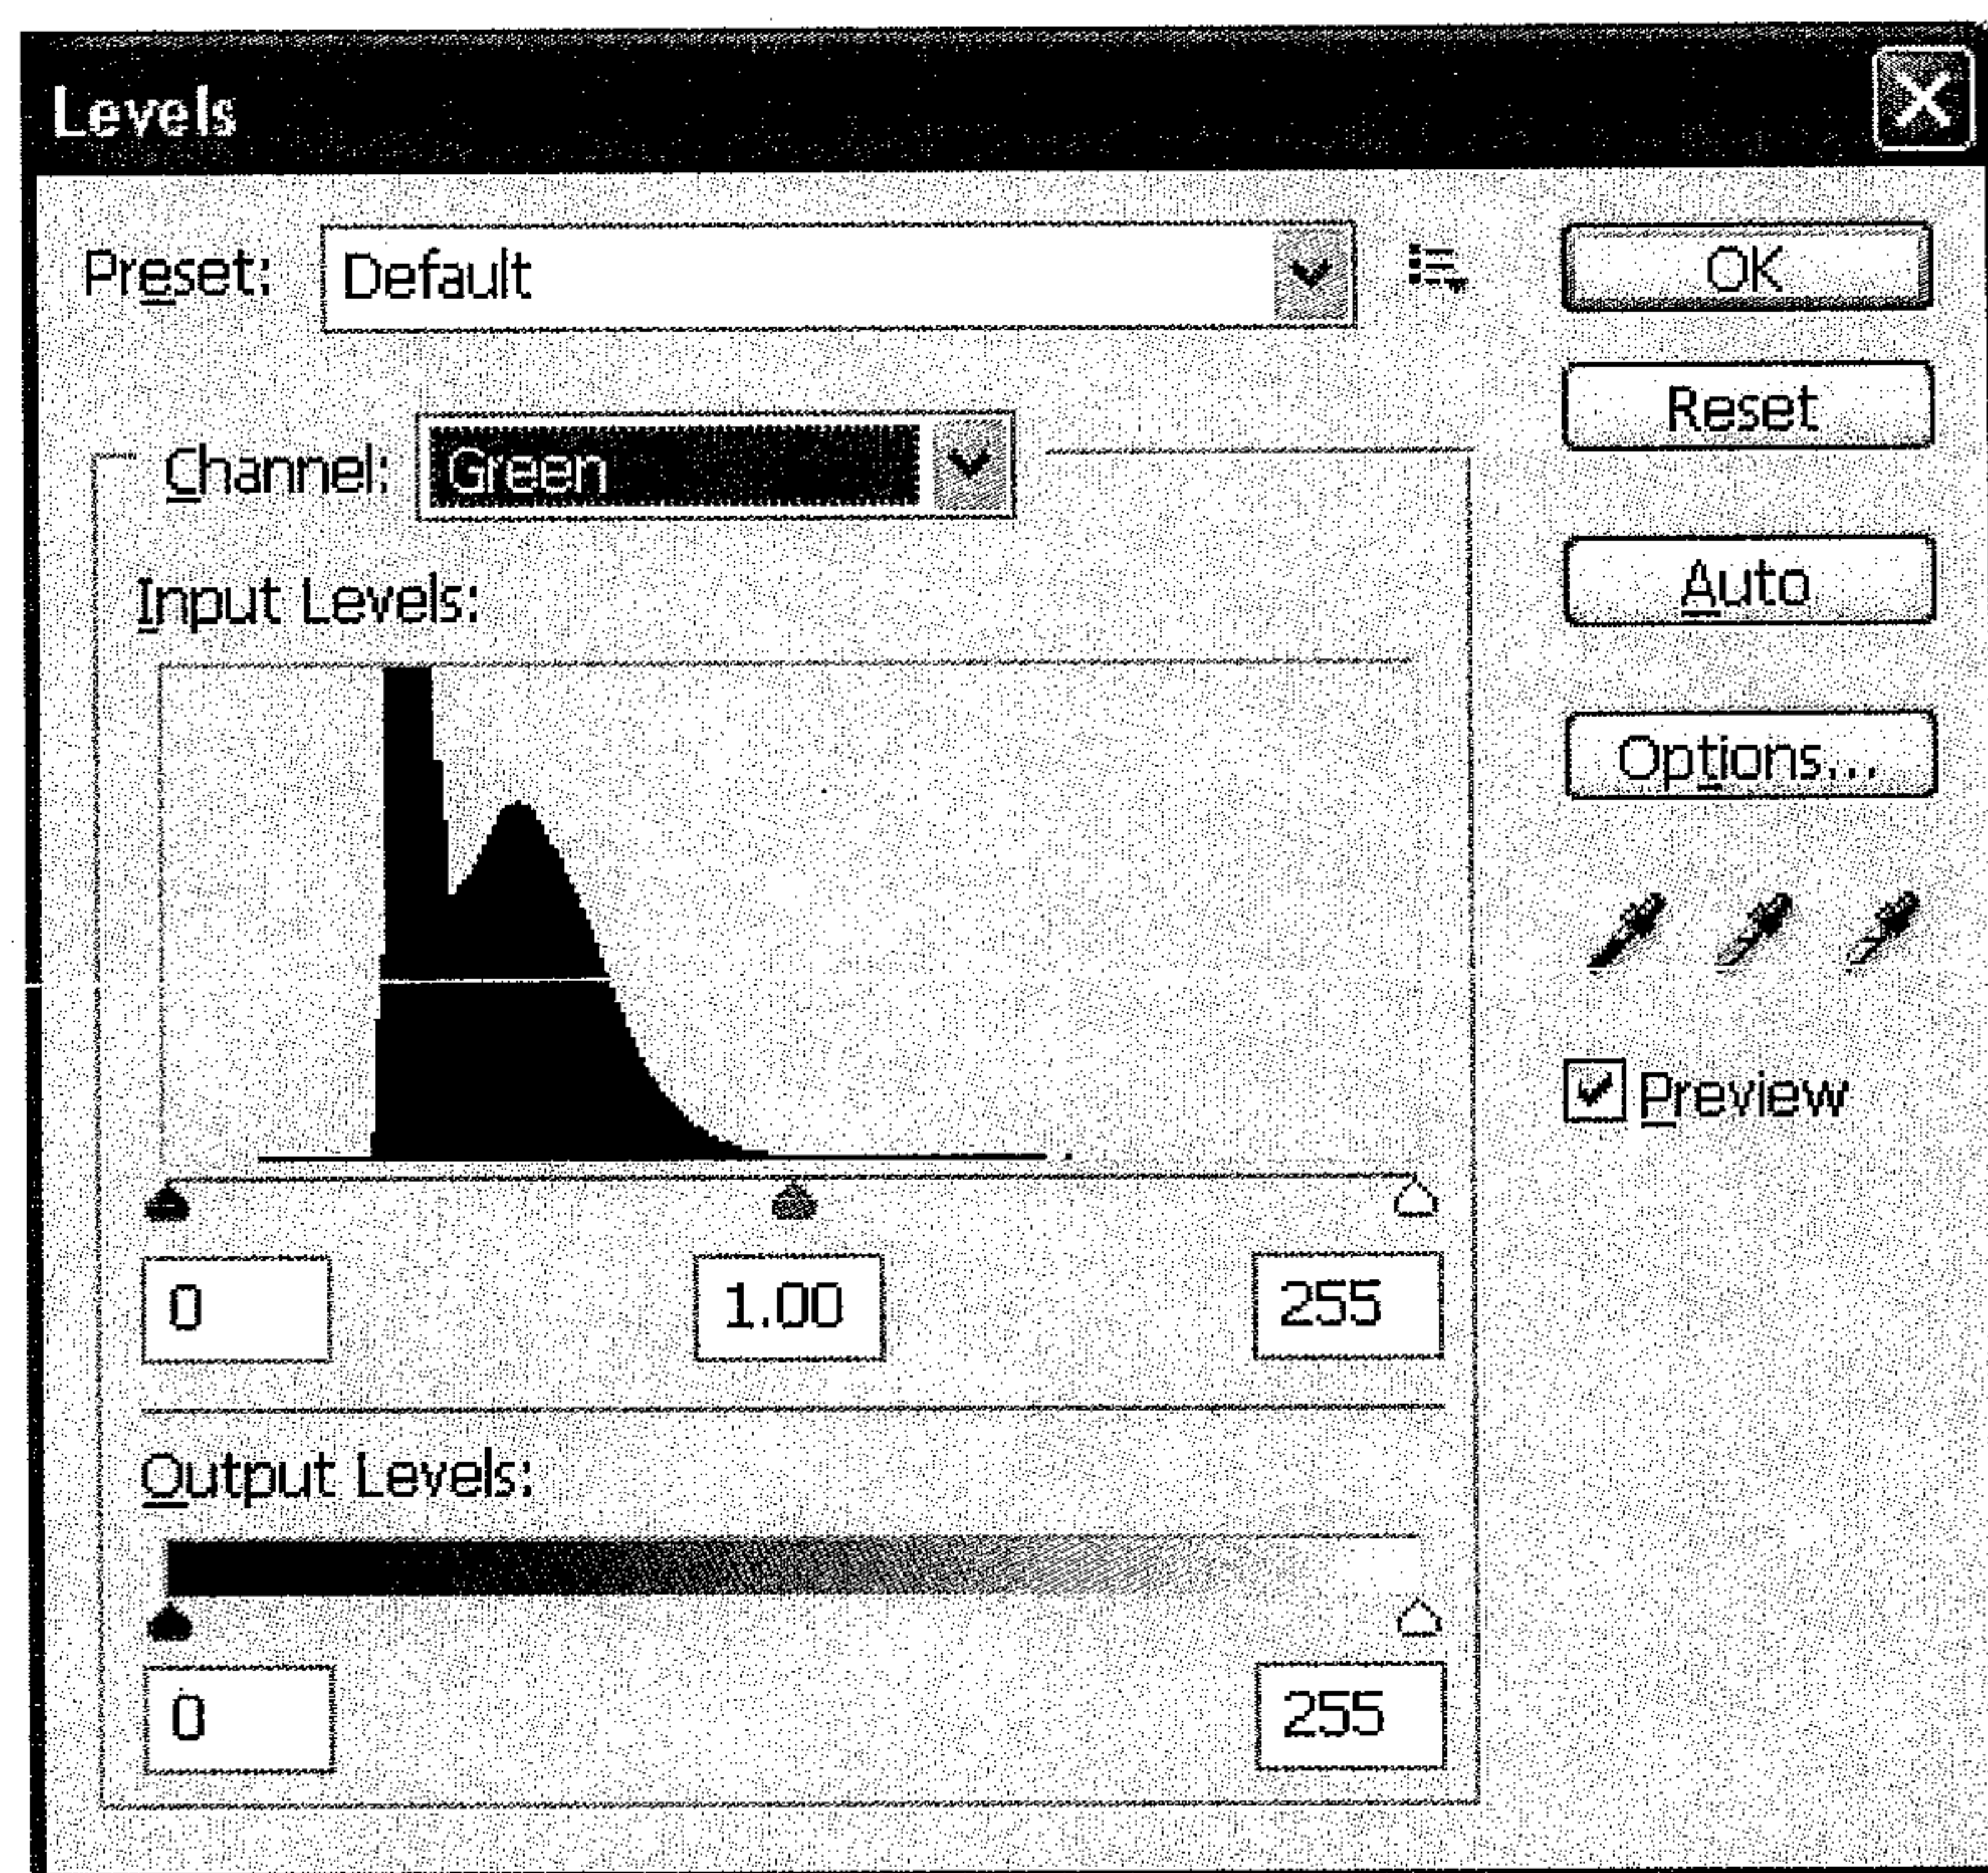 Levels
Preset: Default
OK
Reset
Channel: Green
Auto
Input Levels:
Options...
Preview
0 1.00 255
Output Levels:
0 255